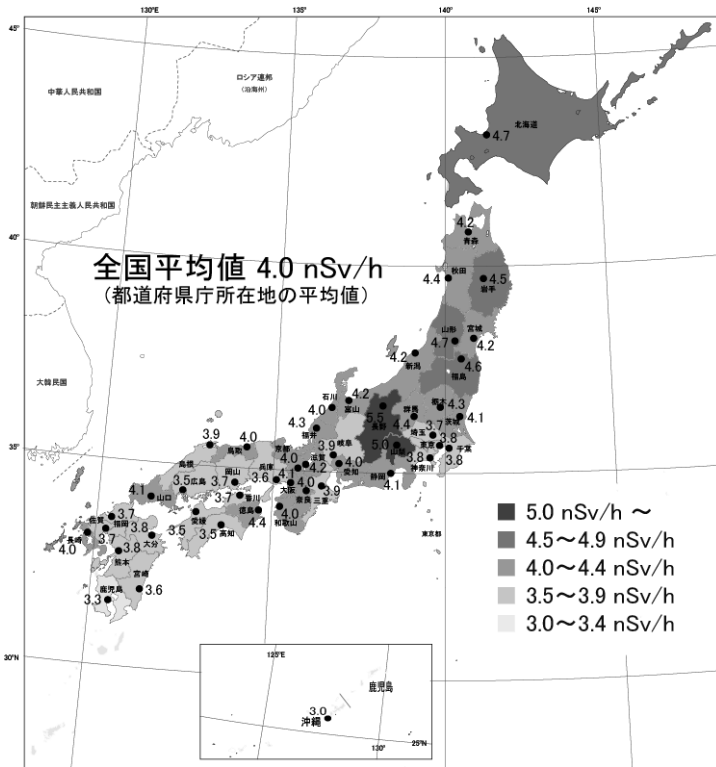 130°E
135°E
140°
145°
45°
ロシア連邦
(沿海州)
中華人民共和国
北海道
4.7
朝鮮民主主義人民共和国
40°
4.2
青森
全国平均値 4.0 nSv/h
(都道府県庁所在地の平均値)
秋田
4.4
4.5
岩手
山形
宮城
4.7
4.2
4.2
新潟
4.6
福島
大韓民国
石川
4.2
4.0
富山
5.5
長野
群馬
4.4
栃木
4.3
茨城
4.1
4.3
福井
埼玉
3.7
35°
3.9
4.0
鳥取
京都
4.0
3.9
岐阜
滋賀
4.2
5.0
山梨
東京
3.8
千葉
3.8
神奈川
3.8
島根
岡山
3.7
兵庫
3.6
4.1
大阪
4.0
愛知
静岡
4.1
4.1
山口
3.5
広島
3.7
香川
奈良
4.0
三重
3.9
徳島
4.4
4.0
和歌山
東京都
佐賀
3.7
福岡
3.5
愛媛
3.5
高知
長崎
4.0
3.7
3.8
大分
3.8
熊本
宮崎
3.6
鹿児島
3.3
5.0 nSv/h ～
4.5～4.9 nSv/h
4.0～4.4 nSv/h
3.5～3.9 nSv/h
3.0～3.4 nSv/h
30°N
125°E
鹿児島
3.0
沖縄
130°
25°N